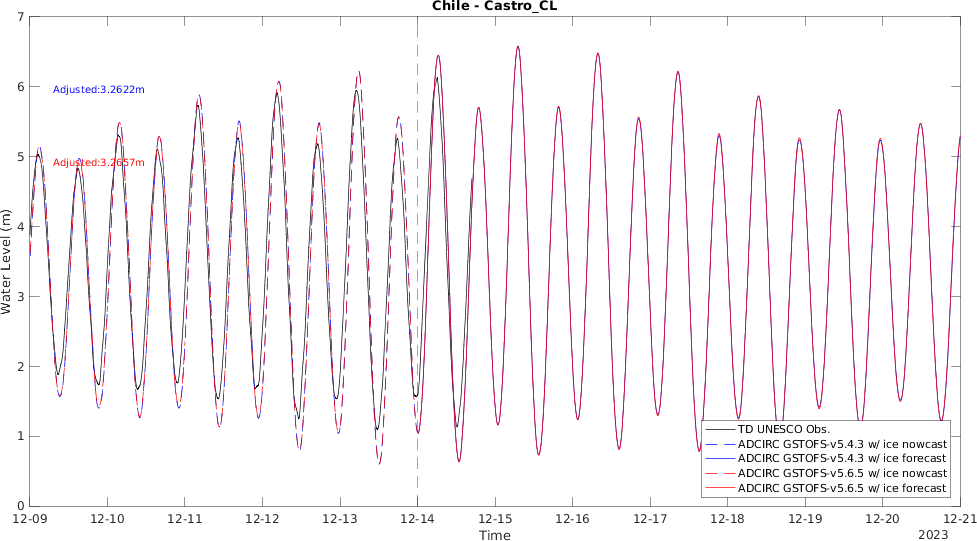 Chile - Castro_CL
7
6
5
4
3
2
1
0
Water Level (m)
Adjusted:3.2622m
Adjusted:3.2657m
TD UNESCO Obs.
ADCIRC GSTOFS-v5.4.3 w/ ice nowcast
ADCIRC GSTOFS-v5.4.3 w/ ice forecast
ADCIRC GSTOFS-v5.6.5 w/ ice nowcast
ADCIRC GSTOFS-v5.6.5 w/ ice forecast
12-09 12-10 12-11 12-12 12-13 12-14 12-15 12-16 12-17 12-18 12-19 12-20 12-21
Time
2023